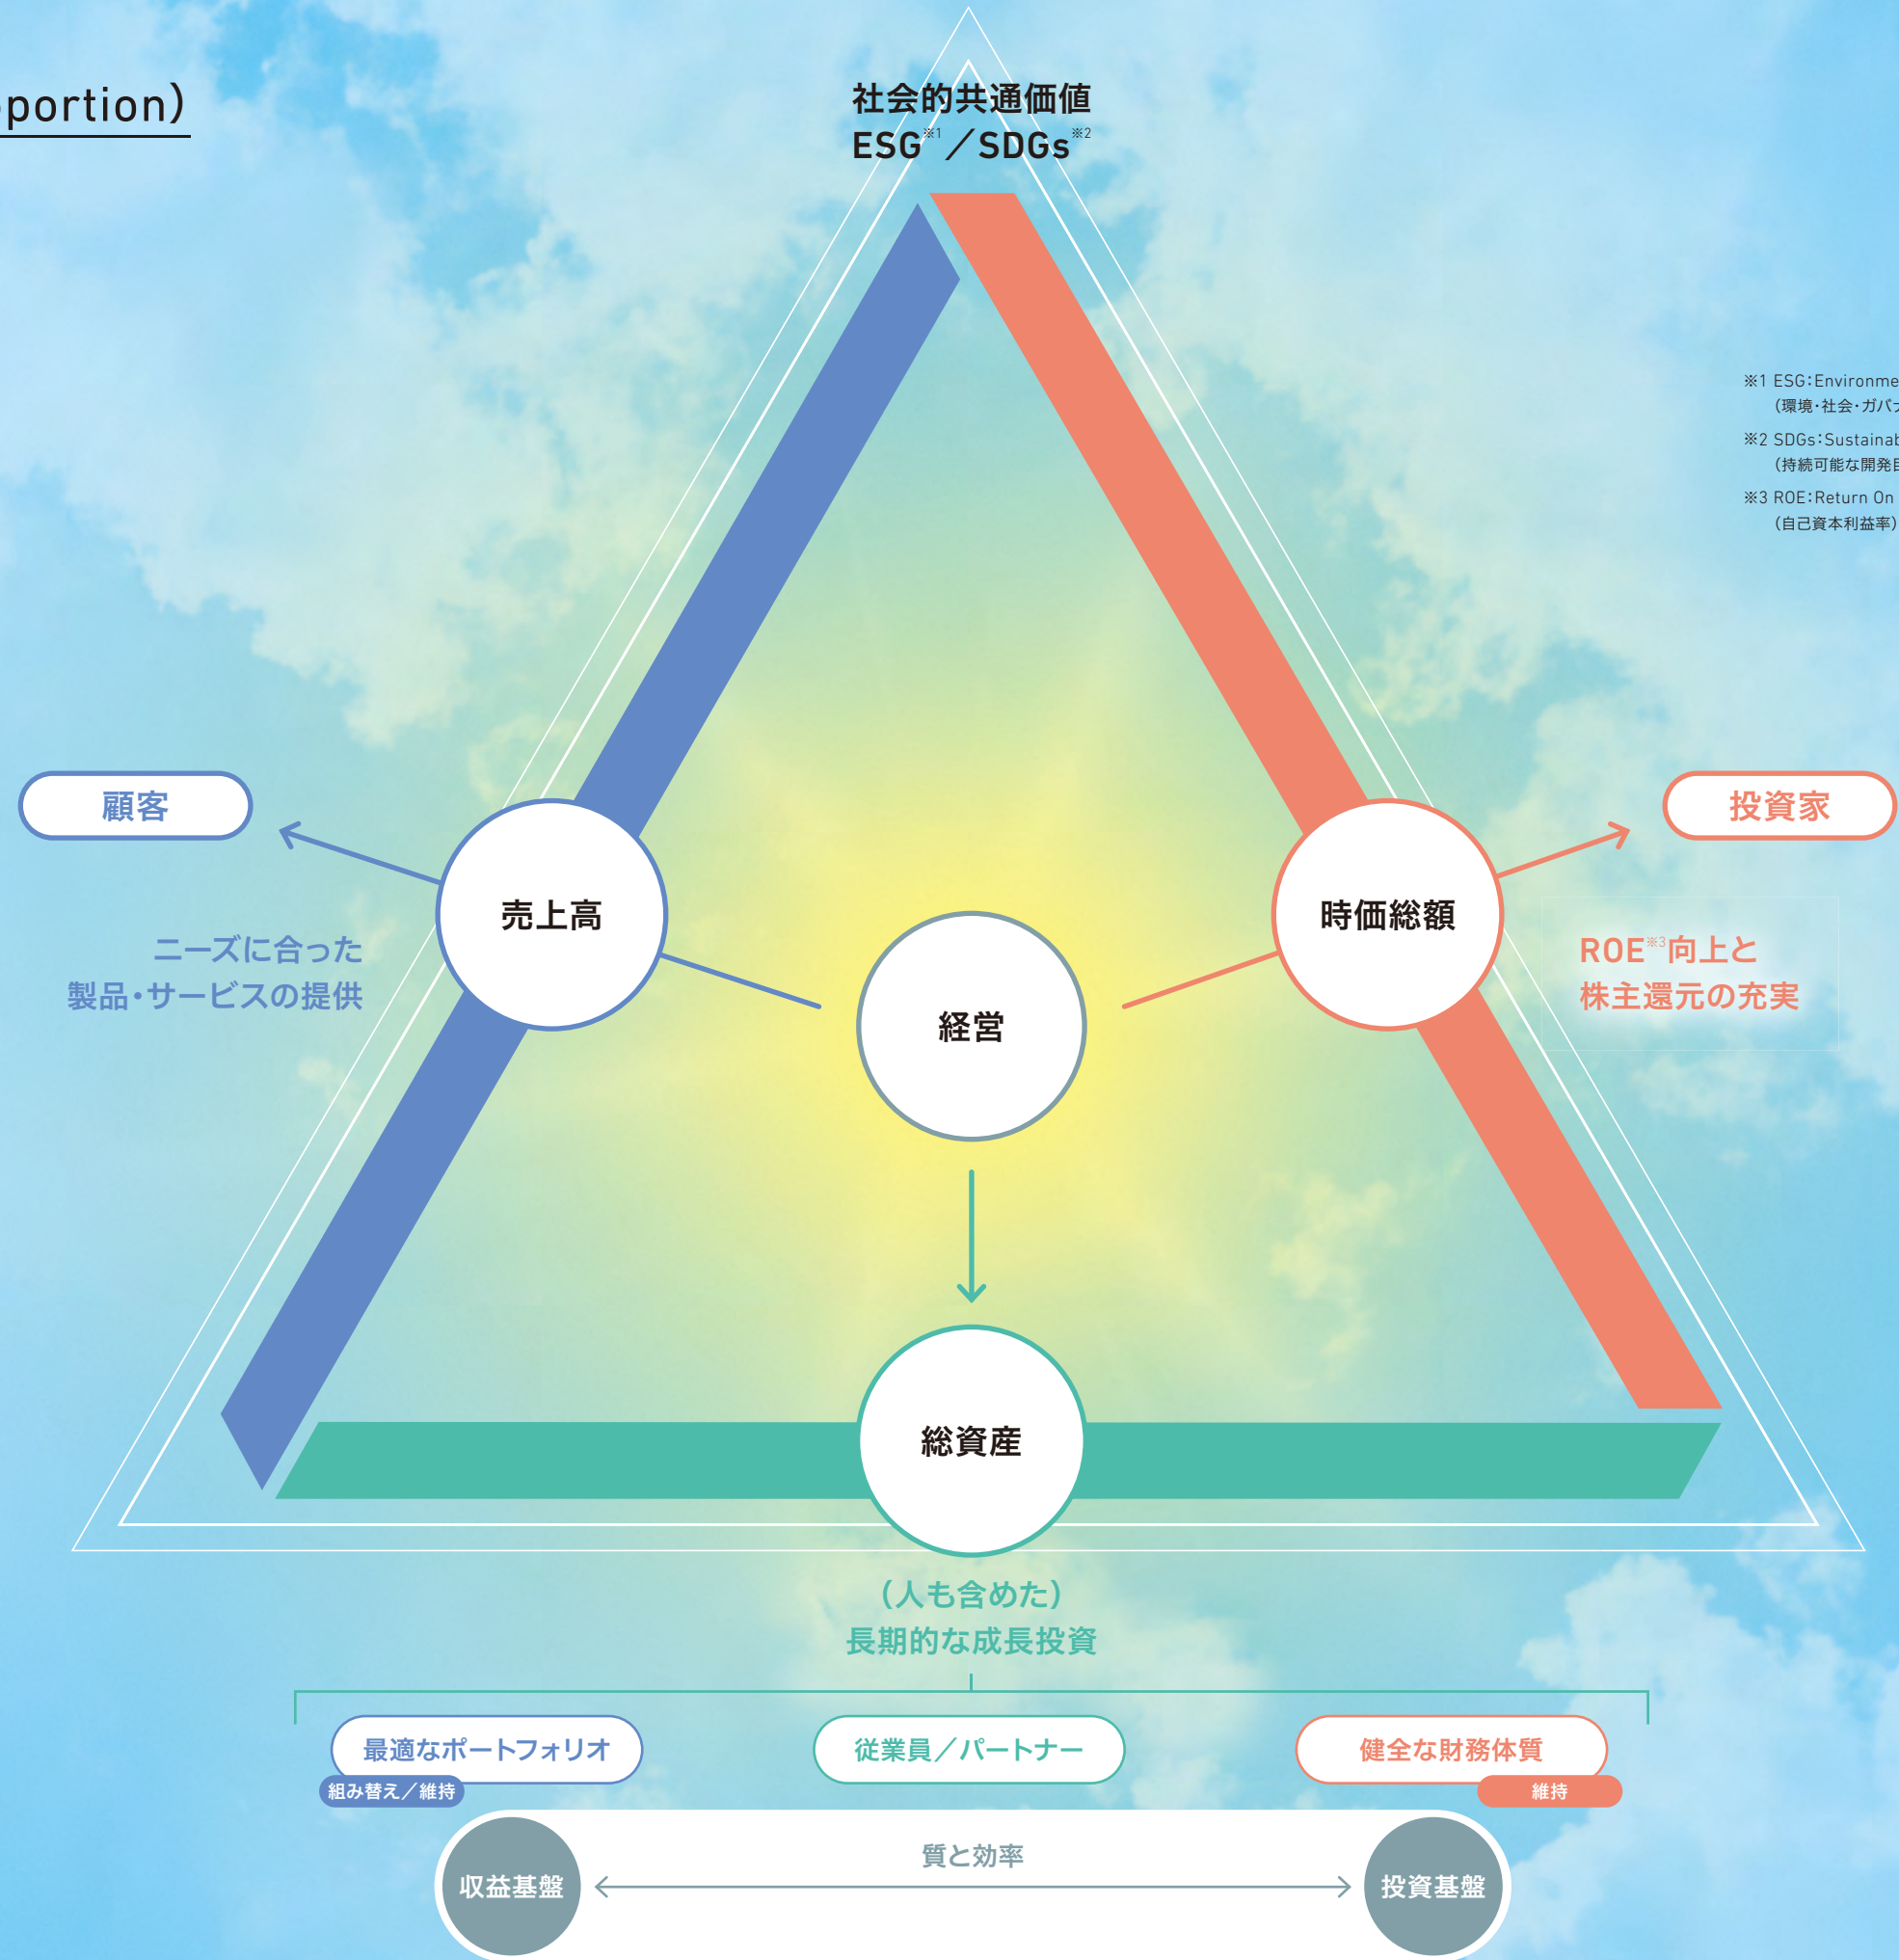 portion)
社会的共通価値
ESG※1／SDGs※2
※1 ESG：Environme
（環境・社会・ガバナ
※2 SDGs：Sustainab
（持続可能な開発目
※3 ROE：Return On
（自己資本利益率）
顧客
投資家
売上高
時価総額
経営
ニーズに合った
製品・サービスの提供
ROE※3向上と
株主還元の充実
総資産
（人も含めた）
長期的な成長投資
最適なポートフォリオ
組み替え／維持
従業員／パートナー
健全な財務体質
維持
質と効率
収益基盤
投資基盤